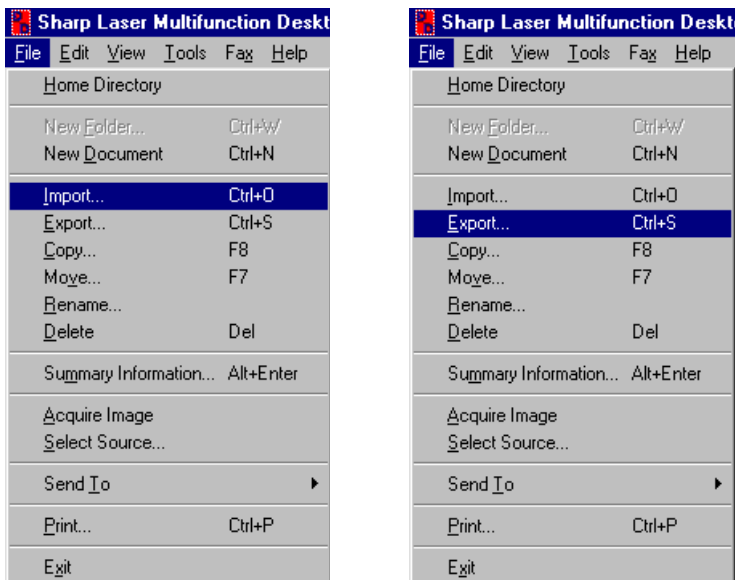 Sharp Laser Multifunction Deskt
File Edit View Tools Fax Help
Home Directory
New Folder... Ctrl+W
New Document Ctrl+N
Import... Ctrl+O
Export... Ctrl+S
Copy... F8
Move... F7
Rename...
Delete Del
Summary Information... Alt+Enter
Acquire Image
Select Source...
Send To
Print... Ctrl+P
Exit
Sharp Laser Multifunction Deskt
File Edit View Tools Fax Help
Home Directory
New Folder... Ctrl+W
New Document Ctrl+N
Import... Ctrl+O
Export... Ctrl+S
Copy... F8
Move... F7
Rename...
Delete Del
Summary Information... Alt+Enter
Acquire Image
Select Source...
Send To
Print... Ctrl+P
Exit